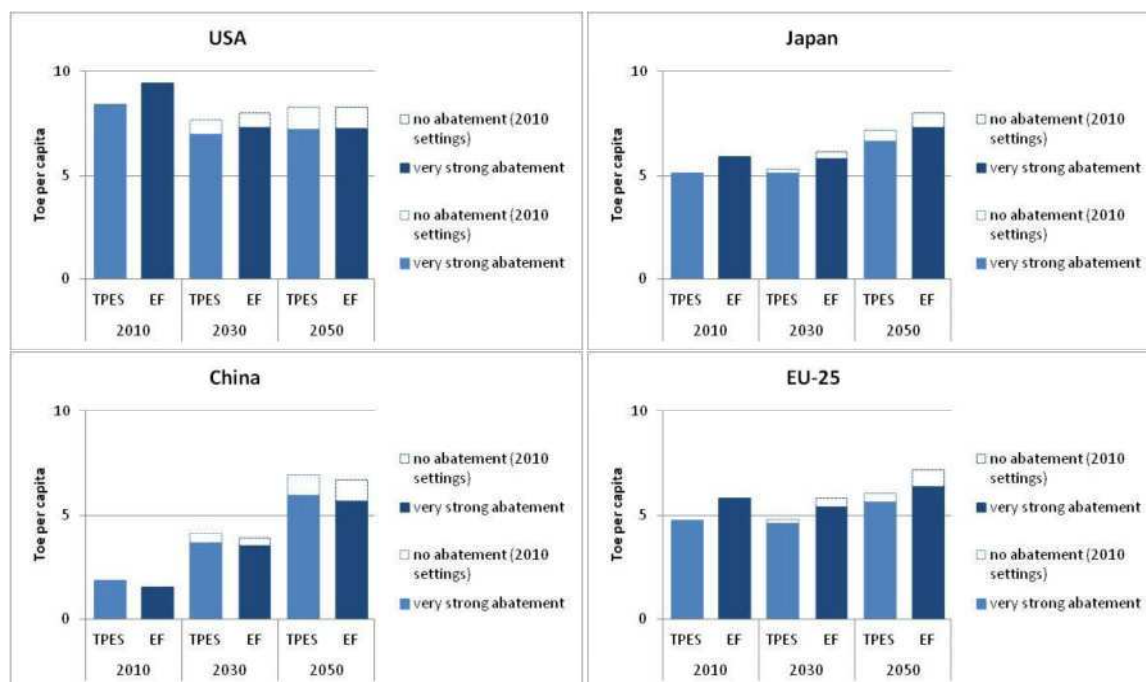 USA
10
5
0
Toe per capita
TPES EF TPES EF TPES EF
2010 2030 2050
no abatement (2010
settings)
very strong abatement
no abatement (2010
settings)
very strong abatement
Japan
10
5
0
Toe per capita
TPES EF TPES EF TPES EF
2010 2030 2050
no abatement (2010
settings)
very strong abatement
no abatement (2010
settings)
very strong abatement
China
10
5
0
Toe per capita
TPES EF TPES EF TPES EF
2010 2030 2050
no abatement (2010
settings)
very strong abatement
no abatement (2010
settings)
very strong abatement
EU-25
10
5
0
Toe per capita
TPES EF TPES EF TPES EF
2010 2030 2050
no abatement (2010
settings)
very strong abatement
no abatement (2010
settings)
very strong abatement